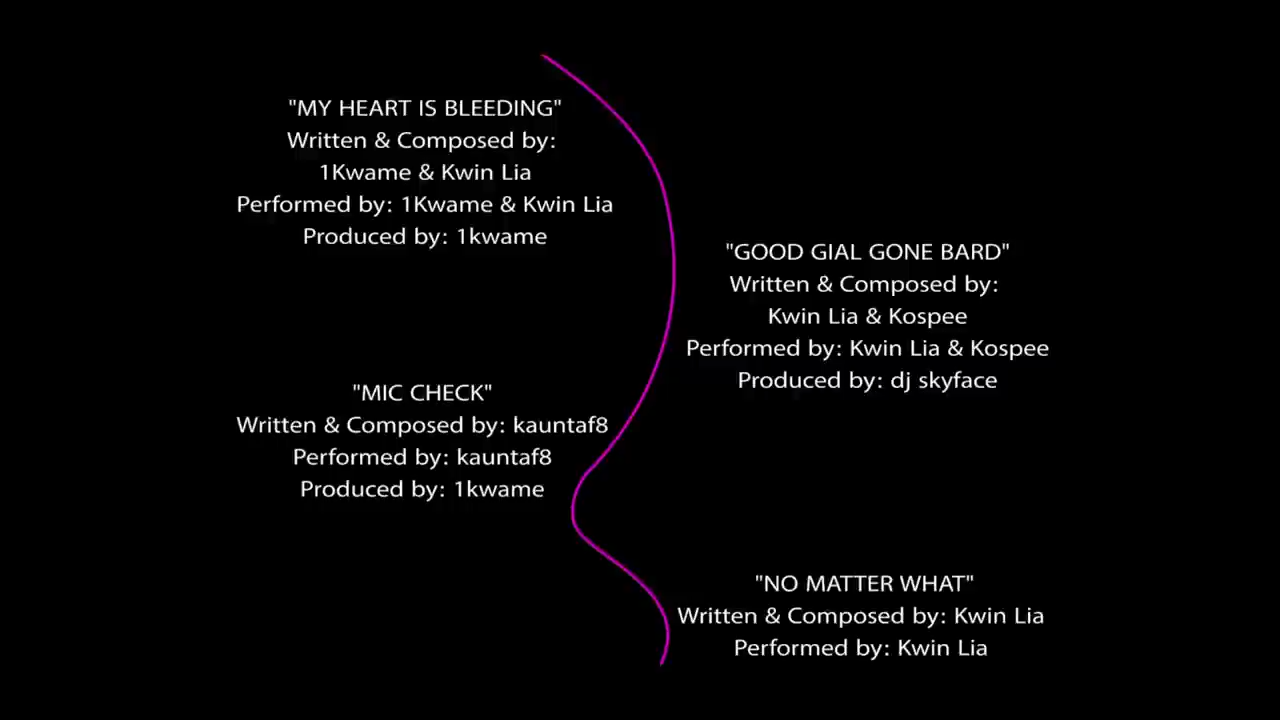 "MY HEART IS BLEEDING"
Written & Composed by:
1Kwame & Kwin Lia
Performed by: 1Kwame & Kwin Lia
Produced by: 1kwame
"GOOD GIAL GONE BARD"
Written & Composed by:
Kwin Lia & Kospee
Performed by: Kwin Lia & Kospee
Produced by: dj skyface
"MIC CHECK"
Written & Composed by: kauntaf8
Performed by: kauntaf8
Produced by: 1kwame
"NO MATTER WHAT"
Written & Composed by: Kwin Lia
Performed by: Kwin Lia